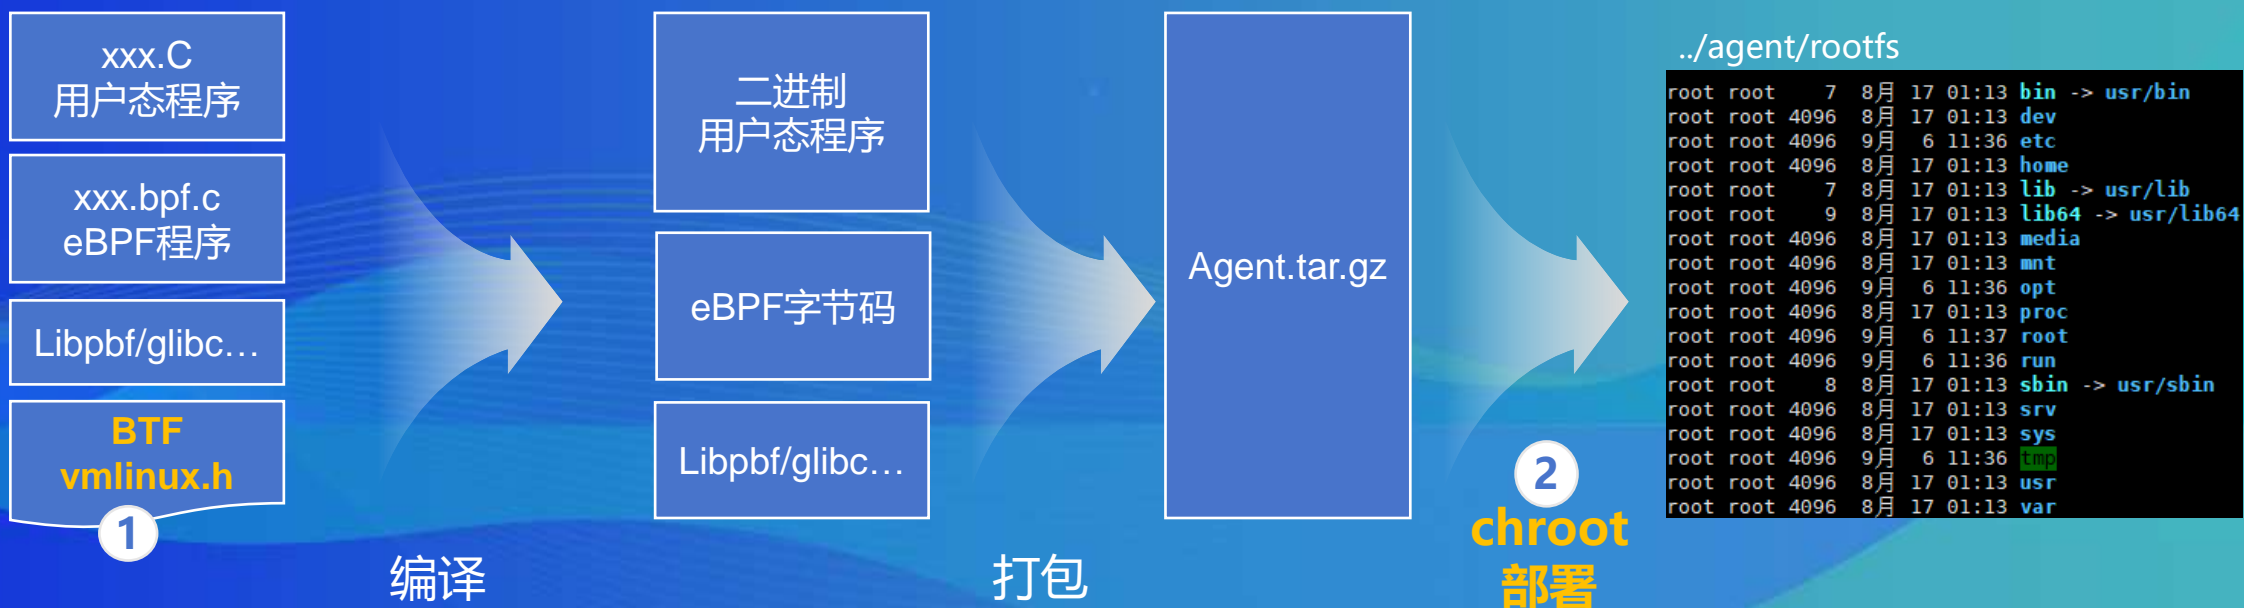 xxx.C
用户态程序
xxx.bpf.c
eBPF程序
Libpbf/glibc…
BTF
vmlinux.h
1
编译
二进制
用户态程序
eBPF字节码
Libpbf/glibc…
打包
Agent.tar.gz
2
chroot
部署
../agent/rootfs
root root    7  8月  17 01:13 bin -> usr/bin
root root 4096  8月  17 01:13 dev
root root 4096  9月   6 11:36 etc
root root 4096  8月  17 01:13 home
root root    7  8月  17 01:13 lib -> usr/lib
root root    9  8月  17 01:13 lib64 -> usr/lib64
root root 4096  8月  17 01:13 media
root root 4096  8月  17 01:13 mnt
root root 4096  9月   6 11:36 opt
root root 4096  8月  17 01:13 proc
root root 4096  9月   6 11:37 root
root root 4096  9月   6 11:36 run
root root    8  8月  17 01:13 sbin -> usr/sbin
root root 4096  8月  17 01:13 srv
root root 4096  8月  17 01:13 sys
root root 4096  9月   6 11:36 tmp
root root 4096  8月  17 01:13 usr
root root 4096  8月  17 01:13 var